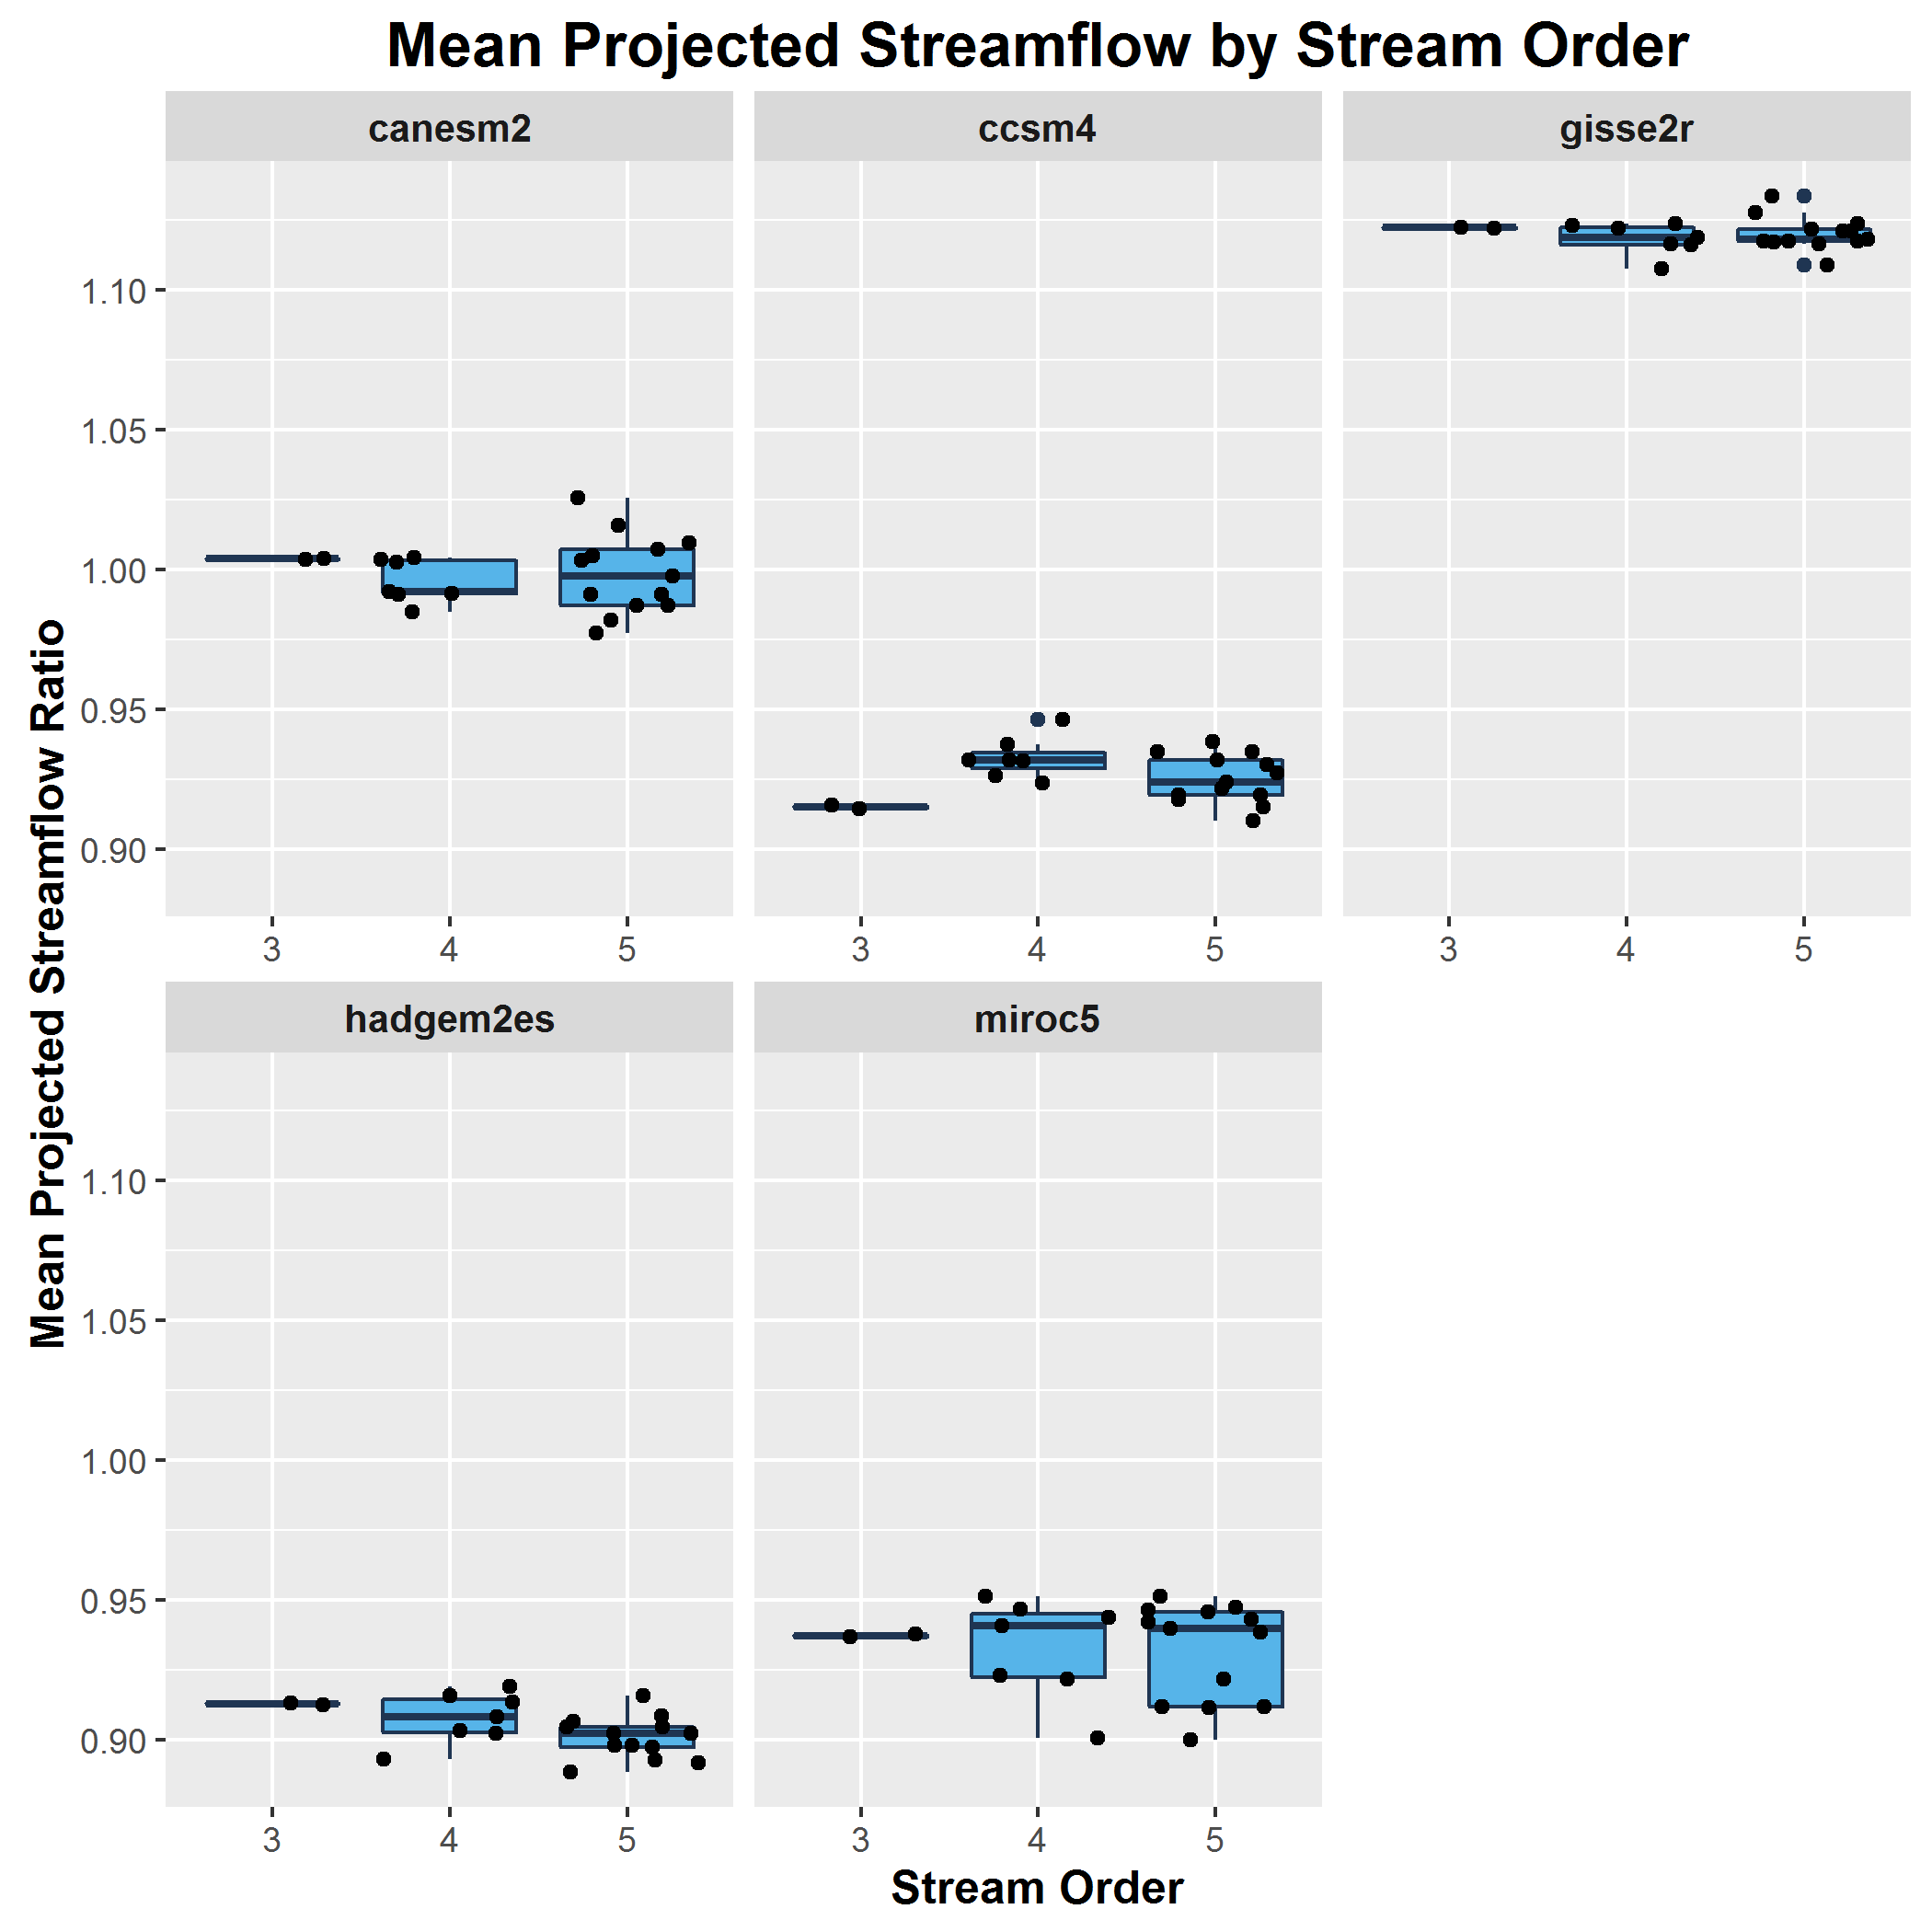 Mean Projected Streamflow by Stream Order
canesm2
ccsm4
gisse2r
1.10
1.05
1.00
0.95
0.90
3 4 5
3 4 5
3 4 5
Mean Projected Streamflow Ratio
hadgem2es
miroc5
1.10
1.05
1.00
0.95
0.90
3 4 5
3 4 5
Stream Order